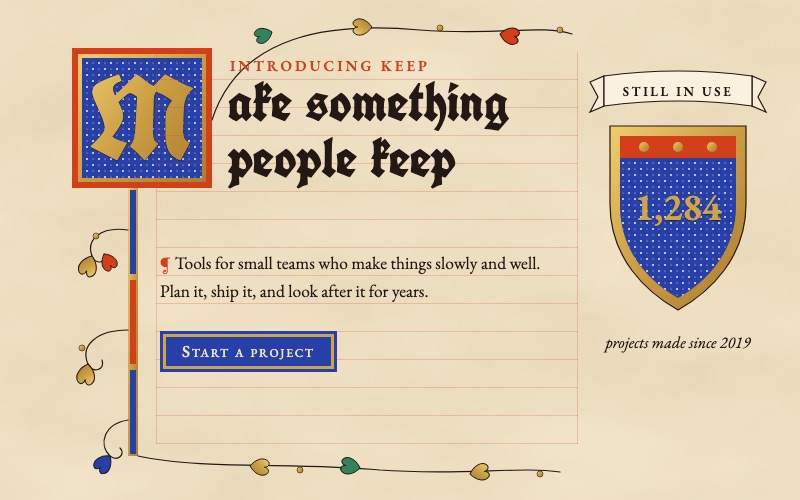 INTRODUCING KEEP
Make something
people keep
¶ Tools for small teams who make things slowly and well.
Plan it, ship it, and look after it for years.
START A PROJECT
STILL IN USE
1,284
projects made since 2019